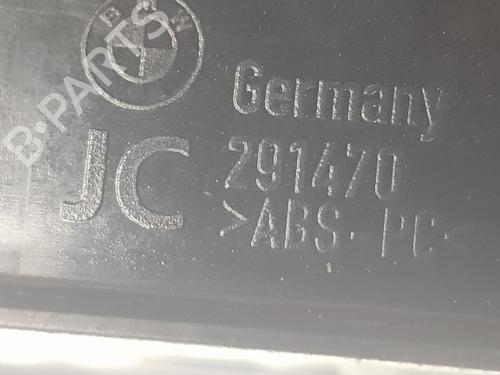 BMW
Germany
JC 291470
>ABS-PC<
B-PARTS